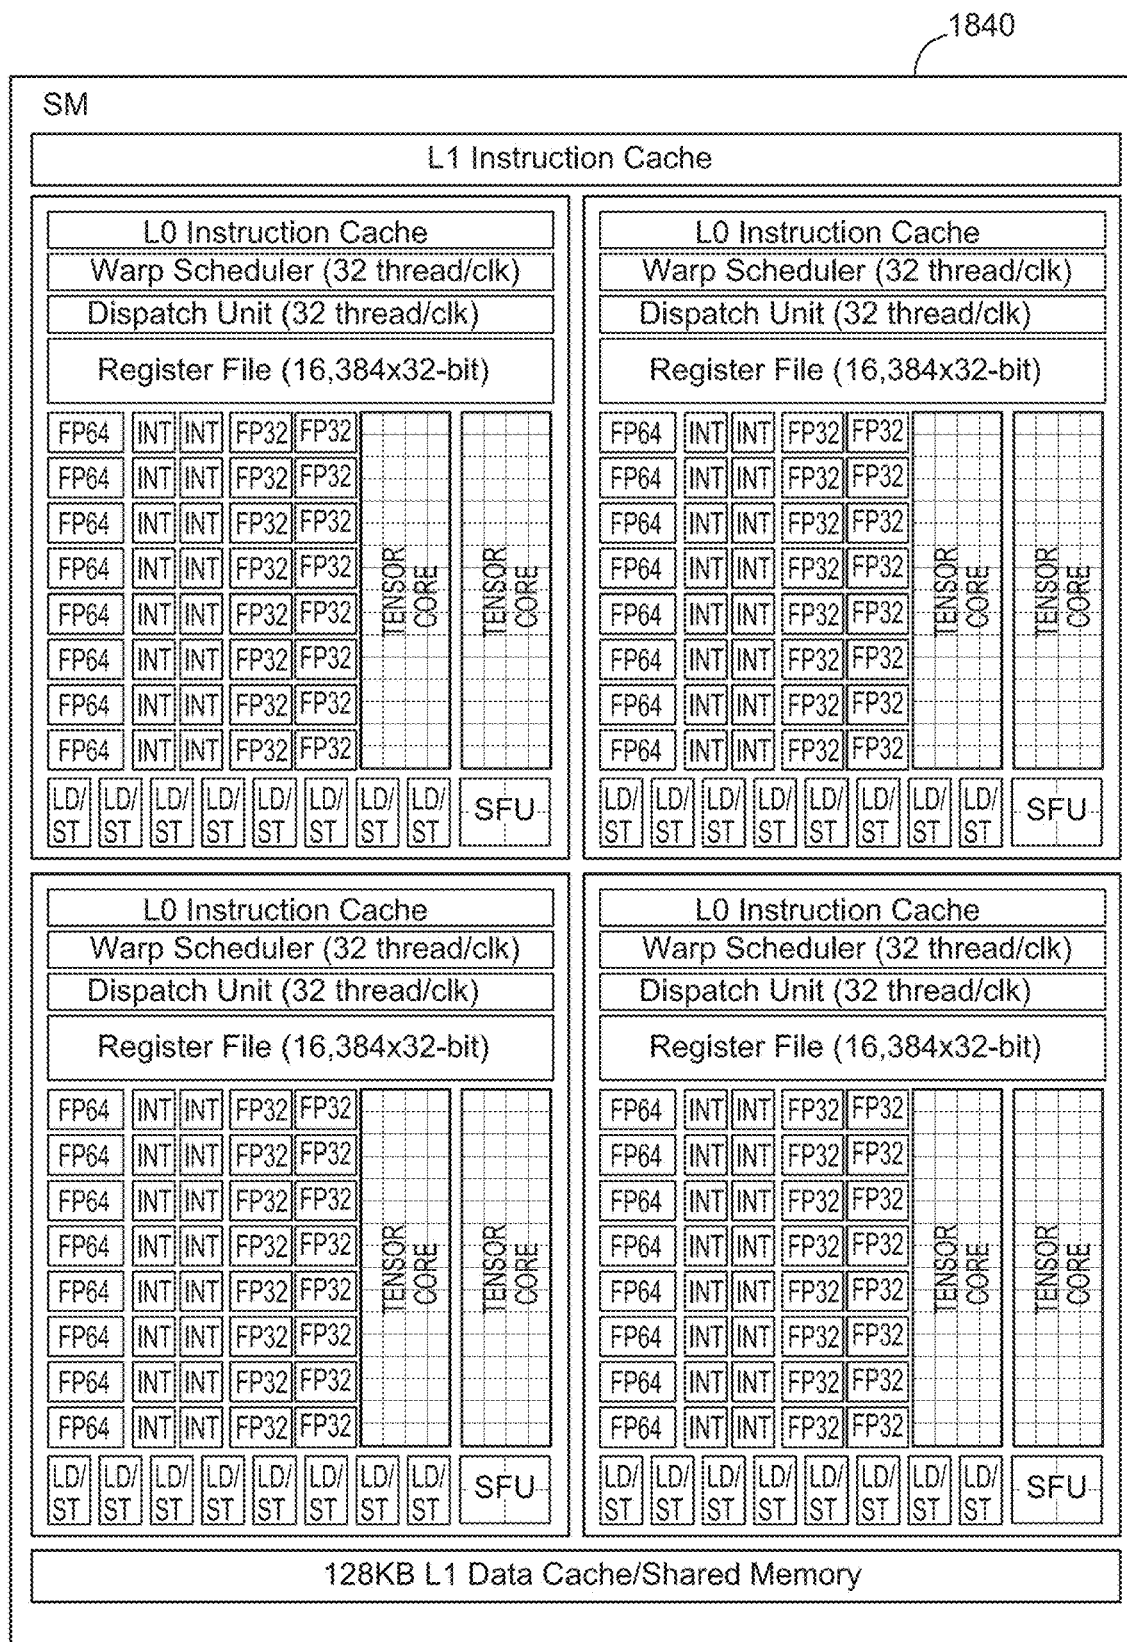 1840
SM
L1 Instruction Cache
L0 Instruction Cache
Warp Scheduler (32 thread/clk)
Dispatch Unit (32 thread/clk)
Register File (16,384x32-bit)
FP64 INT INT FP32 FP32
FP64 INT INT FP32 FP32
FP64 INT INT FP32 FP32
FP64 INT INT FP32 FP32
FP64 INT INT FP32 FP32
FP64 INT INT FP32 FP32
FP64 INT INT FP32 FP32
FP64 INT INT FP32 FP32
TENSOR
CORE
TENSOR
CORE
LD/ LD/ LD/ LD/ LD/ LD/ LD/ LD/
ST ST ST ST ST ST ST ST
SFU
L0 Instruction Cache
Warp Scheduler (32 thread/clk)
Dispatch Unit (32 thread/clk)
Register File (16,384x32-bit)
FP64 INT INT FP32 FP32
FP64 INT INT FP32 FP32
FP64 INT INT FP32 FP32
FP64 INT INT FP32 FP32
FP64 INT INT FP32 FP32
FP64 INT INT FP32 FP32
FP64 INT INT FP32 FP32
FP64 INT INT FP32 FP32
TENSOR
CORE
TENSOR
CORE
LD/ LD/ LD/ LD/ LD/ LD/ LD/ LD/
ST ST ST ST ST ST ST ST
SFU
L0 Instruction Cache
Warp Scheduler (32 thread/clk)
Dispatch Unit (32 thread/clk)
Register File (16,384x32-bit)
FP64 INT INT FP32 FP32
FP64 INT INT FP32 FP32
FP64 INT INT FP32 FP32
FP64 INT INT FP32 FP32
FP64 INT INT FP32 FP32
FP64 INT INT FP32 FP32
FP64 INT INT FP32 FP32
FP64 INT INT FP32 FP32
TENSOR
CORE
TENSOR
CORE
LD/ LD/ LD/ LD/ LD/ LD/ LD/ LD/
ST ST ST ST ST ST ST ST
SFU
L0 Instruction Cache
Warp Scheduler (32 thread/clk)
Dispatch Unit (32 thread/clk)
Register File (16,384x32-bit)
FP64 INT INT FP32 FP32
FP64 INT INT FP32 FP32
FP64 INT INT FP32 FP32
FP64 INT INT FP32 FP32
FP64 INT INT FP32 FP32
FP64 INT INT FP32 FP32
FP64 INT INT FP32 FP32
FP64 INT INT FP32 FP32
TENSOR
CORE
TENSOR
CORE
LD/ LD/ LD/ LD/ LD/ LD/ LD/ LD/
ST ST ST ST ST ST ST ST
SFU
128KB L1 Data Cache/Shared Memory